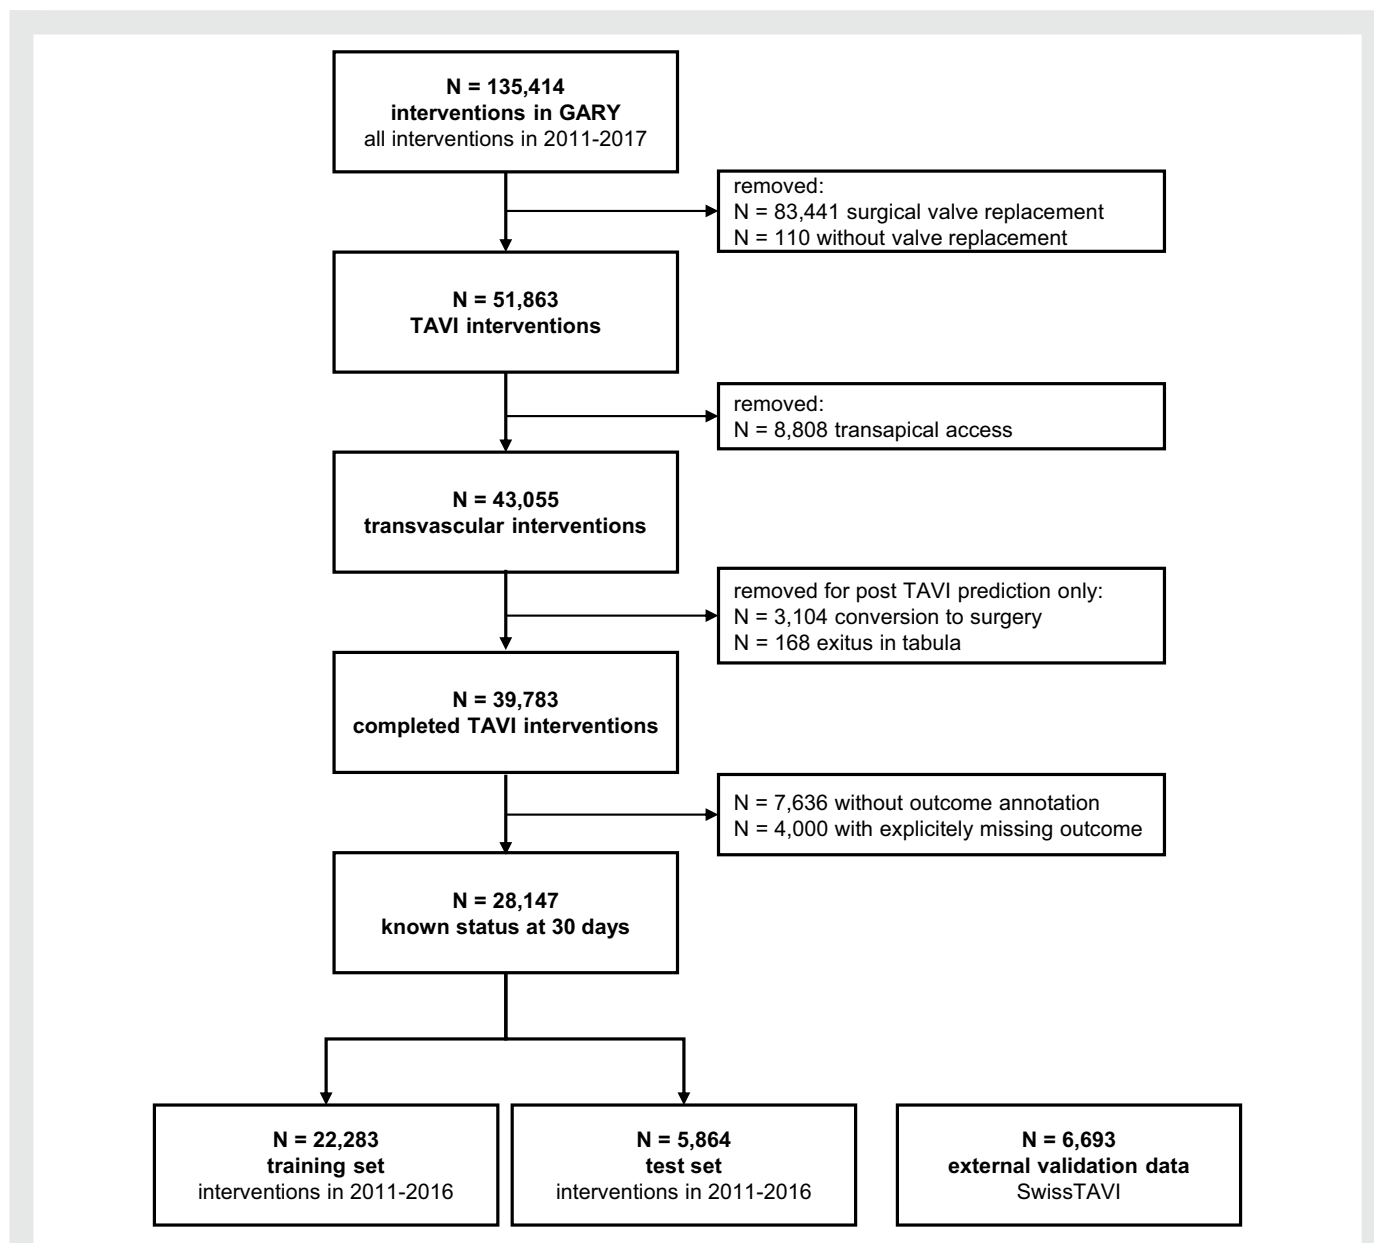 N = 135,414
interventions in GARY
all interventions in 2011-2017
removed:
N = 83,441 surgical valve replacement
N = 110 without valve replacement
N = 51,863
TAVI interventions
removed:
N = 8,808 transapical access
N = 43,055
transvascular interventions
removed for post TAVI prediction only:
N = 3,104 conversion to surgery
N = 168 exitus in tabula
N = 39,783
completed TAVI interventions
N = 7,636 without outcome annotation
N = 4,000 with explicitely missing outcome
N = 28,147
known status at 30 days
N = 22,283
training set
interventions in 2011-2016
N = 5,864
test set
interventions in 2011-2016
N = 6,693
external validation data
SwissTAVI